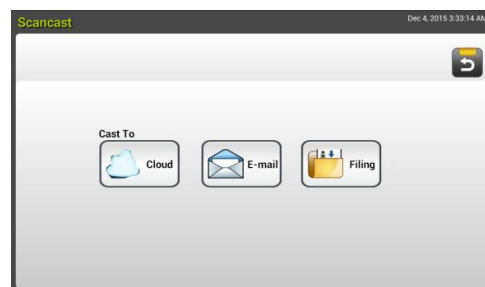 Scancast
Dec 4, 2015 3:33:14 AM
Cast To
Cloud
E-mail
Filing